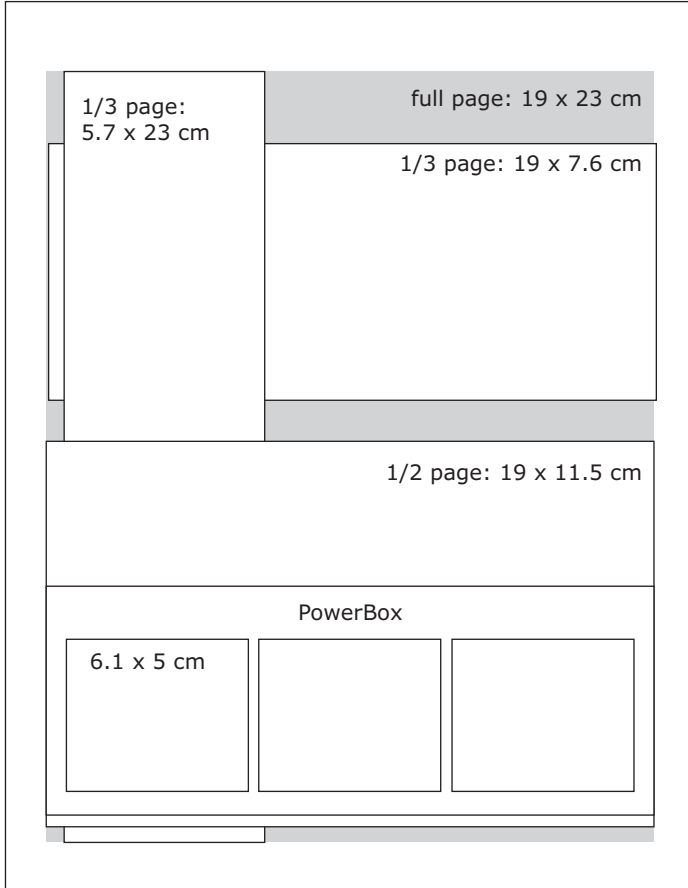 1/3 page:
5.7 x 23 cm
full page: 19 x 23 cm
1/3 page: 19 x 7.6 cm
1/2 page: 19 x 11.5 cm
PowerBox
6.1 x 5 cm